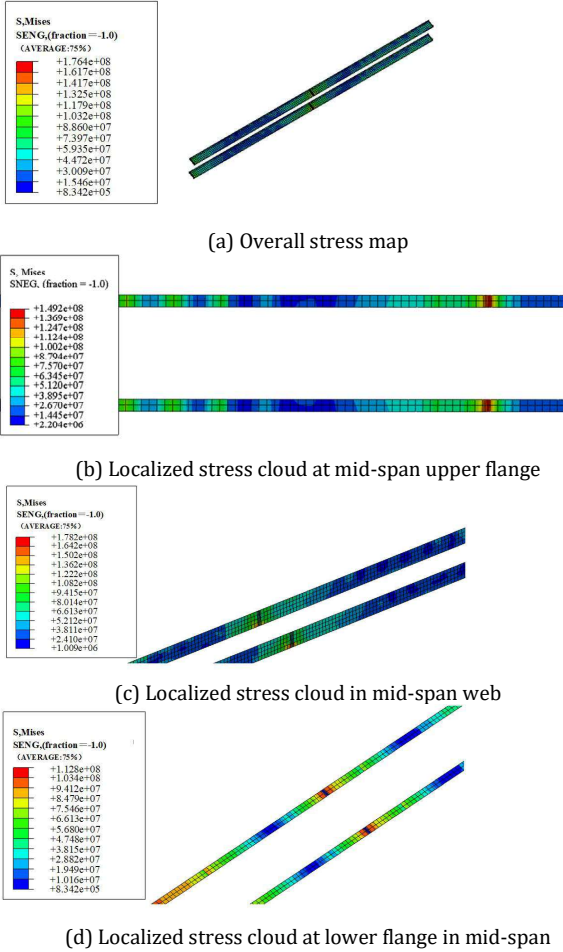 S,Mises
SENG,(fraction=-1.0)
(AVERAGE:75%)
+1.764e+08
+1.617e+08
+1.417e+08
+1.325e+08
+1.179e+08
+1.032e+08
+8.860e+07
+7.397e+07
+5.935e+07
+4.472e+07
+3.009e+07
+1.546e+07
+8.342e+05
(a) Overall stress map
S, Mises
SNEG, (fraction = -1.0)
+1.492e+08
+1.369e+08
+1.247e+08
+1.124e+08
+1.002e+08
+8.794e+07
+7.570e+07
+6.345e+07
+5.120e+07
+3.895e+07
+2.670e+07
+1.445e+07
+2.204e+06
(b) Localized stress cloud at mid-span upper flange
S,Mises
SENG,(fraction=-1.0)
(AVERAGE:75%)
+1.782e+08
+1.642e+08
+1.502e+08
+1.362e+08
+1.222e+08
+1.082e+08
+9.415e+07
+8.014e+07
+6.613e+07
+5.212e+07
+3.811e+07
+2.410e+07
+1.009e+06
(c) Localized stress cloud in mid-span web
S,Mises
SENG,(fraction=-1.0)
(AVERAGE:75%)
+1.128e+08
+1.034e+08
+9.412e+07
+8.479e+07
+7.546e+07
+6.613e+07
+5.680e+07
+4.748e+07
+3.815e+07
+2.882e+07
+1.949e+07
+1.016e+07
+8.342e+05
(d) Localized stress cloud at lower flange in mid-span